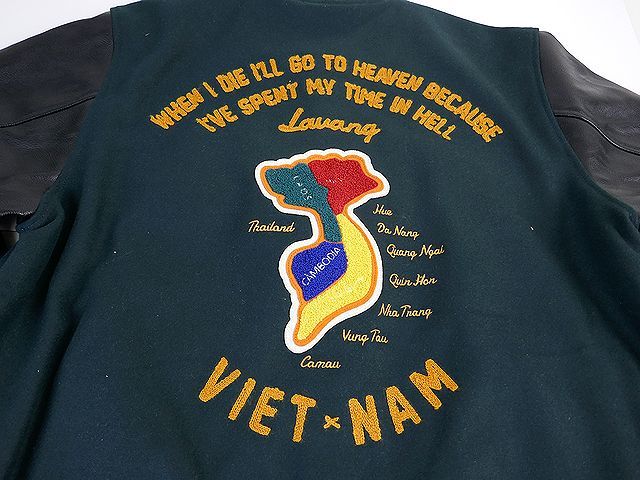 WHEN I DIE I'LL GO TO HEAVEN BECAUSE
I'VE SPENT MY TIME IN HELL
Lavang
LAOS
Thailand
Hue
Da Nang
Quang Ngai
CAMBODIA
Quin Hon
Nha Trang
Vung Tau
Camau
VIET-NAM